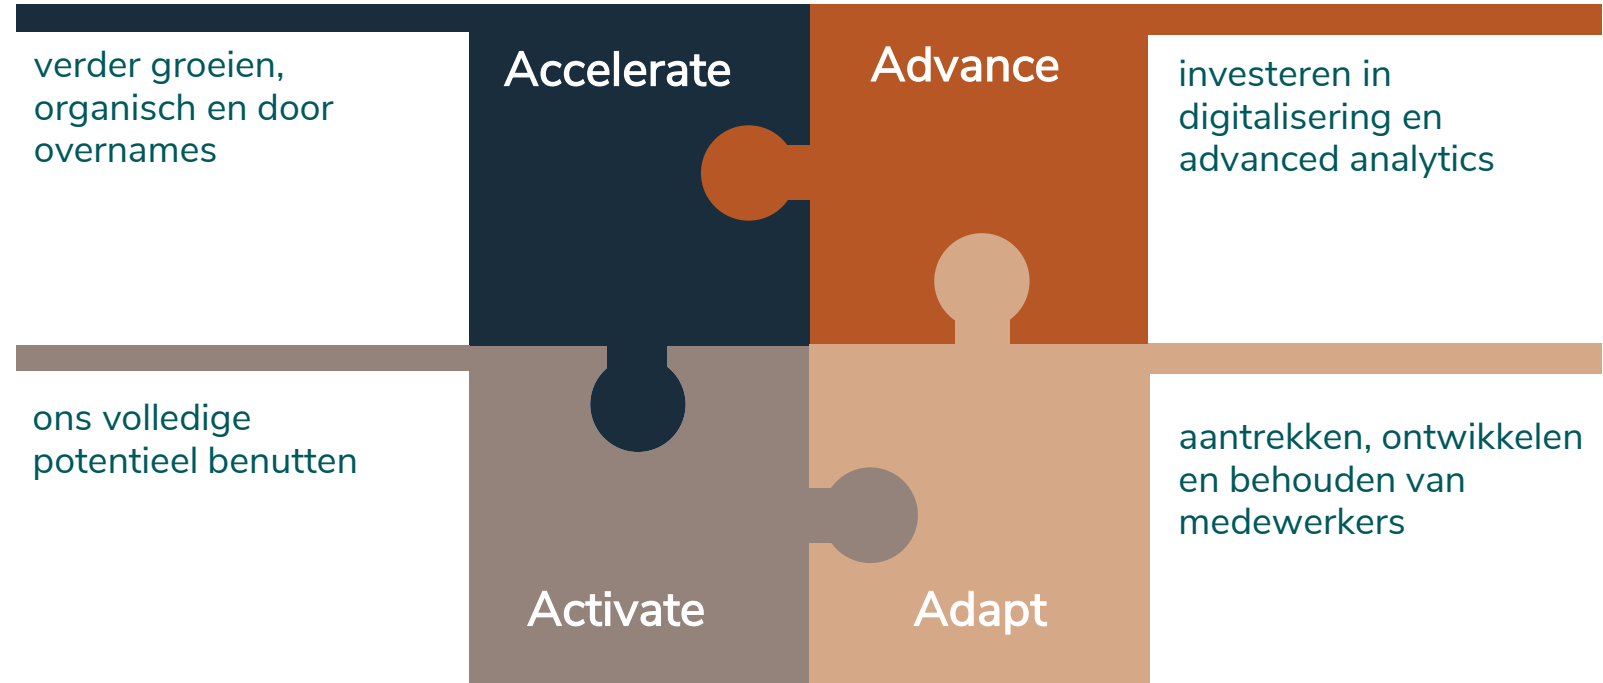 verder groeien,
organisch en door
overnames
Accelerate
Advance
investeren in
digitalisering en
advanced analytics
ons volledige
potentieel benutten
Activate
Adapt
aantrekken, ontwikkelen
en behouden van
medewerkers